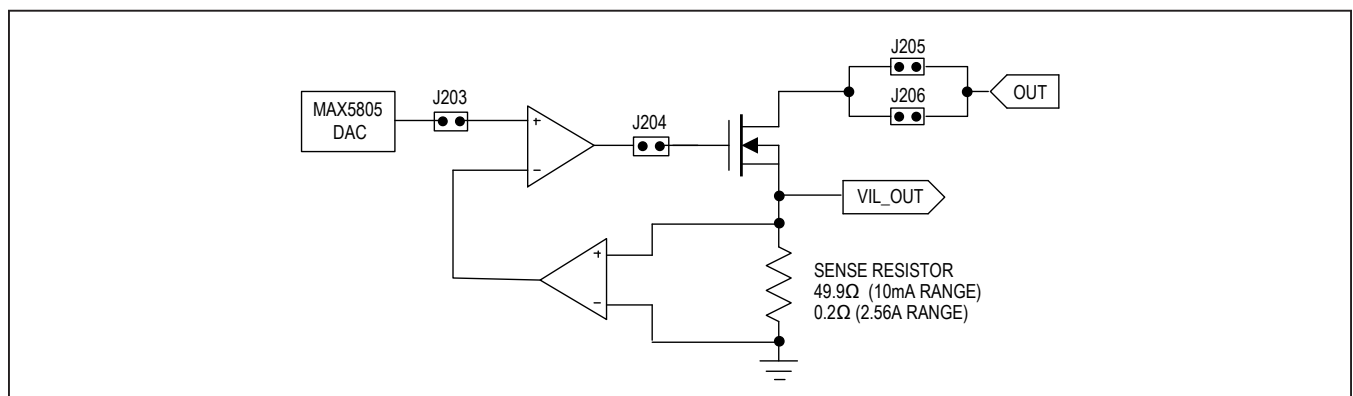 J205
J206
OUT
MAX5805
DAC
J203
+
-
J204
VIL_OUT
+
-
SENSE RESISTOR
49.9Ω (10mA RANGE)
0.2Ω (2.56A RANGE)